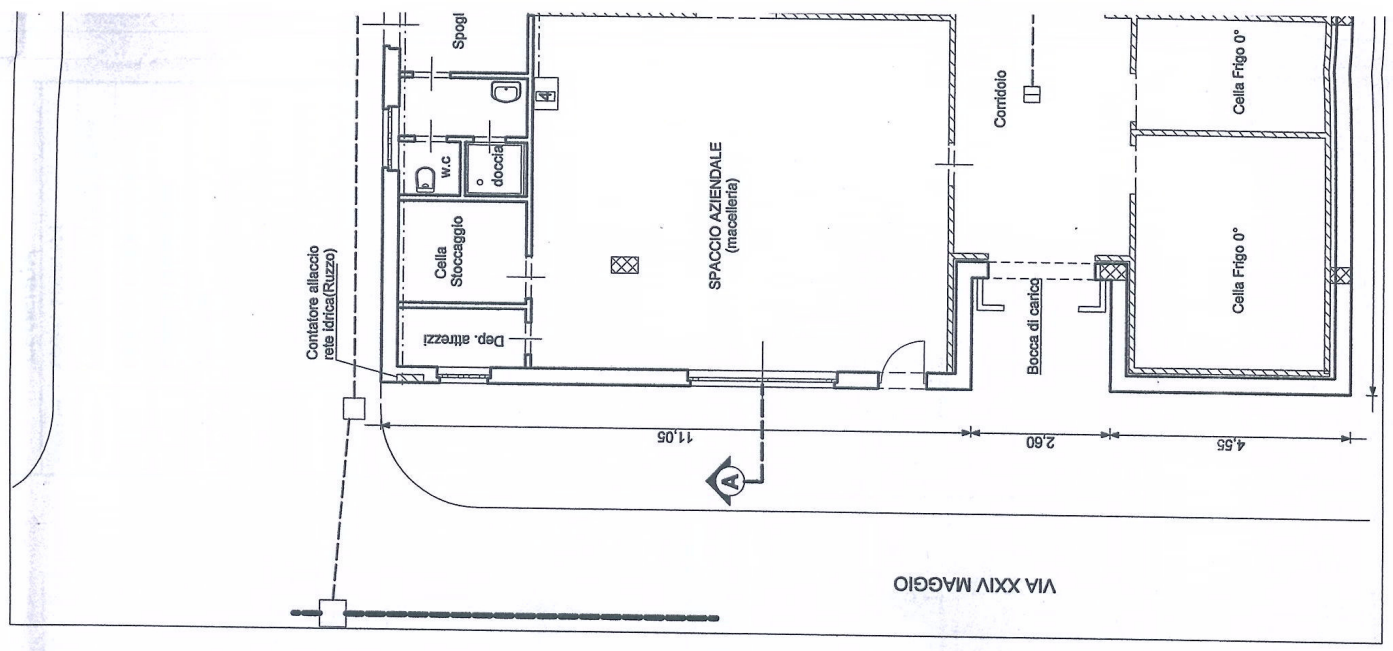 Spogl
4
w.c
doccia
Cella
Stoccaggio
Dep. attrezzi
Contatore allaccio
rete idrica(Ruzzo)
SPACCIO AZIENDALE
(macelleria)
Corridoio
Cella Frigo 0°
Cella Frigo 0°
Bocca di carico
11,05
2,60
4,55
A
VIA XXIV MAGGIO